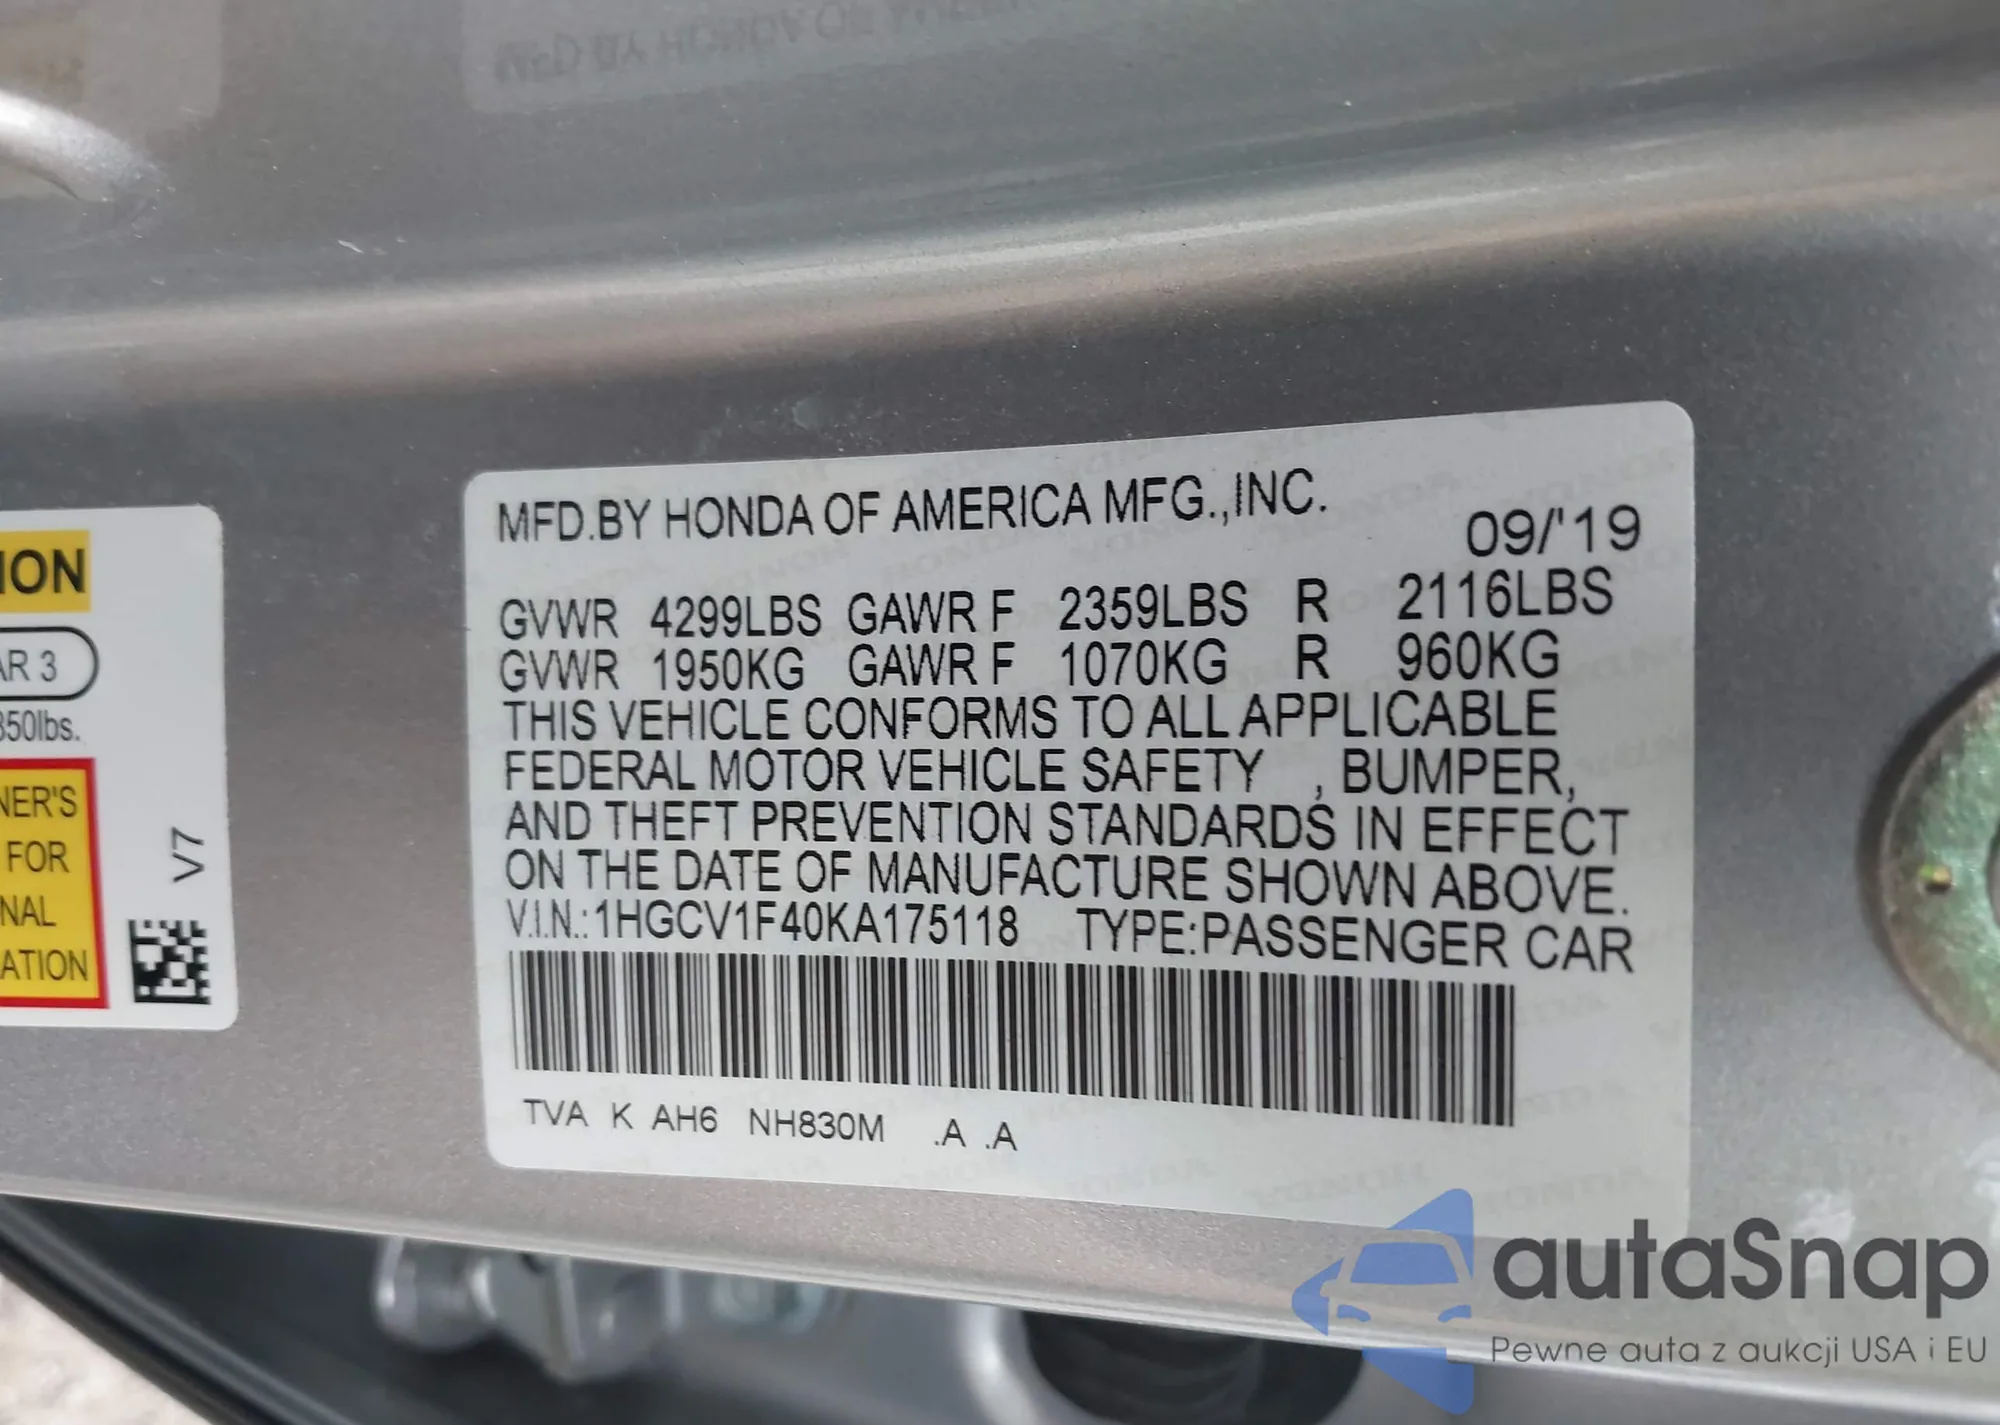 MFD.BY HONDA OF AMERICA MFG.,INC.
09/'19
GVWR 4299LBS GAWR F 2359LBS R 2116LBS
GVWR 1950KG GAWR F 1070KG R 960KG
THIS VEHICLE CONFORMS TO ALL APPLICABLE
FEDERAL MOTOR VEHICLE SAFETY , BUMPER,
AND THEFT PREVENTION STANDARDS IN EFFECT
ON THE DATE OF MANUFACTURE SHOWN ABOVE.
V.I.N.: 1HGCV1F40KA175118 TYPE:PASSENGER CAR
TVA K AH6 NH830M .A .A
ION
AR 3
350lbs.
NER'S
FOR
NAL
ATION
V7
autaSnap
Pewne auta z aukcji USA i EU